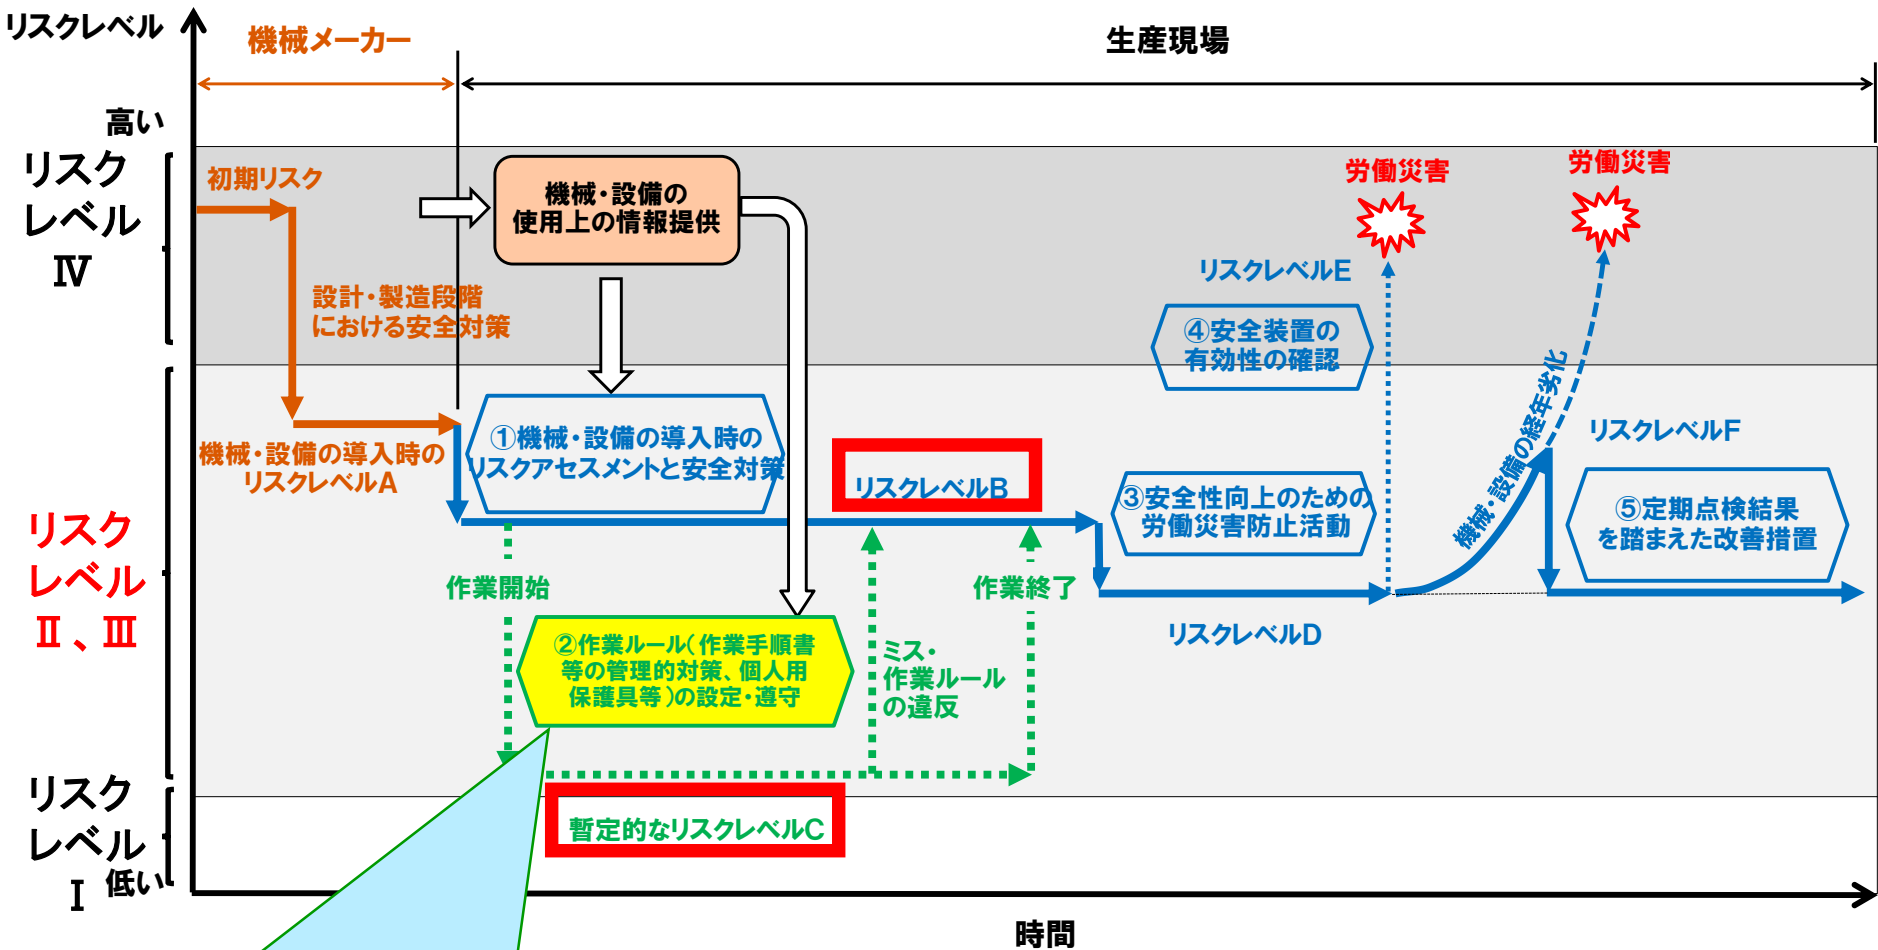 リスクレベル
機械メーカー
生産現場
高い
リスク
レベル
Ⅳ
初期リスク
機械・設備の
使用上の情報提供
労働災害
労働災害
設計・製造段階
における安全対策
リスクレベルE
④安全装置の
有効性の確認
機械・設備の経年劣化
機械・設備の導入時の
リスクレベルA
①機械・設備の導入時の
リスクアセスメントと安全対策
リスクレベルB
③安全性向上のための
労働災害防止活動
リスクレベルF
⑤定期点検結果
を踏まえた改善措置
リスク
レベル
Ⅱ、Ⅲ
作業開始
作業終了
リスクレベルD
②作業ルール(作業手順書
等の管理的対策、個人用
保護具等)の設定・遵守
ミス・
作業ルール
の違反
リスク
レベル
Ⅰ
低い
暫定的なリスクレベルC
時間